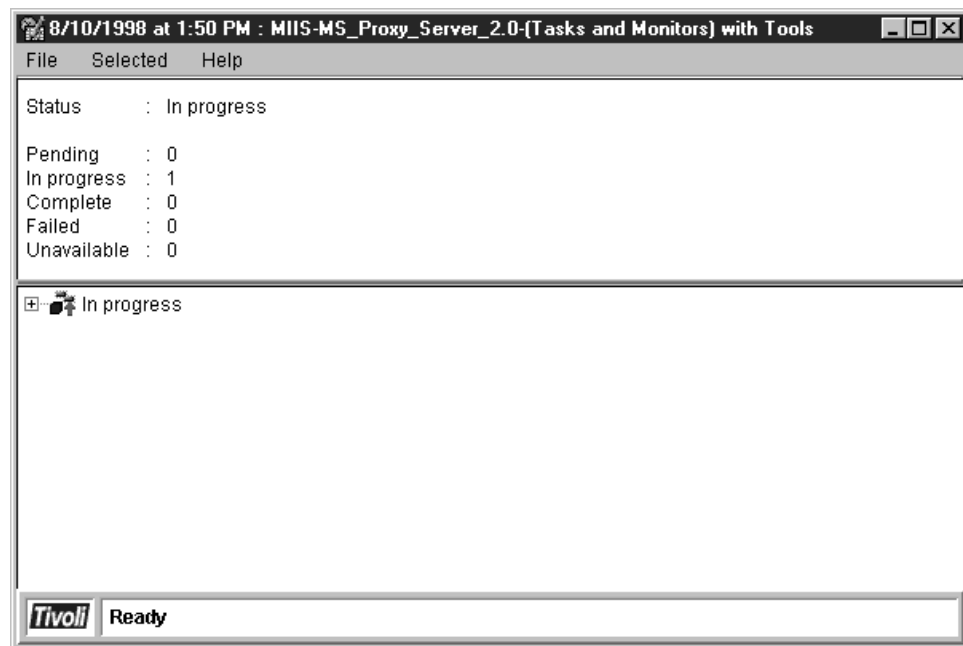 8/10/1998 at 1:50 PM : MIIS-MS_Proxy_Server_2.0-(Tasks and Monitors) with Tools
File Selected Help
Status : In progress
Pending : 0
In progress : 1
Complete : 0
Failed : 0
Unavailable : 0
In progress
Tivoli Ready